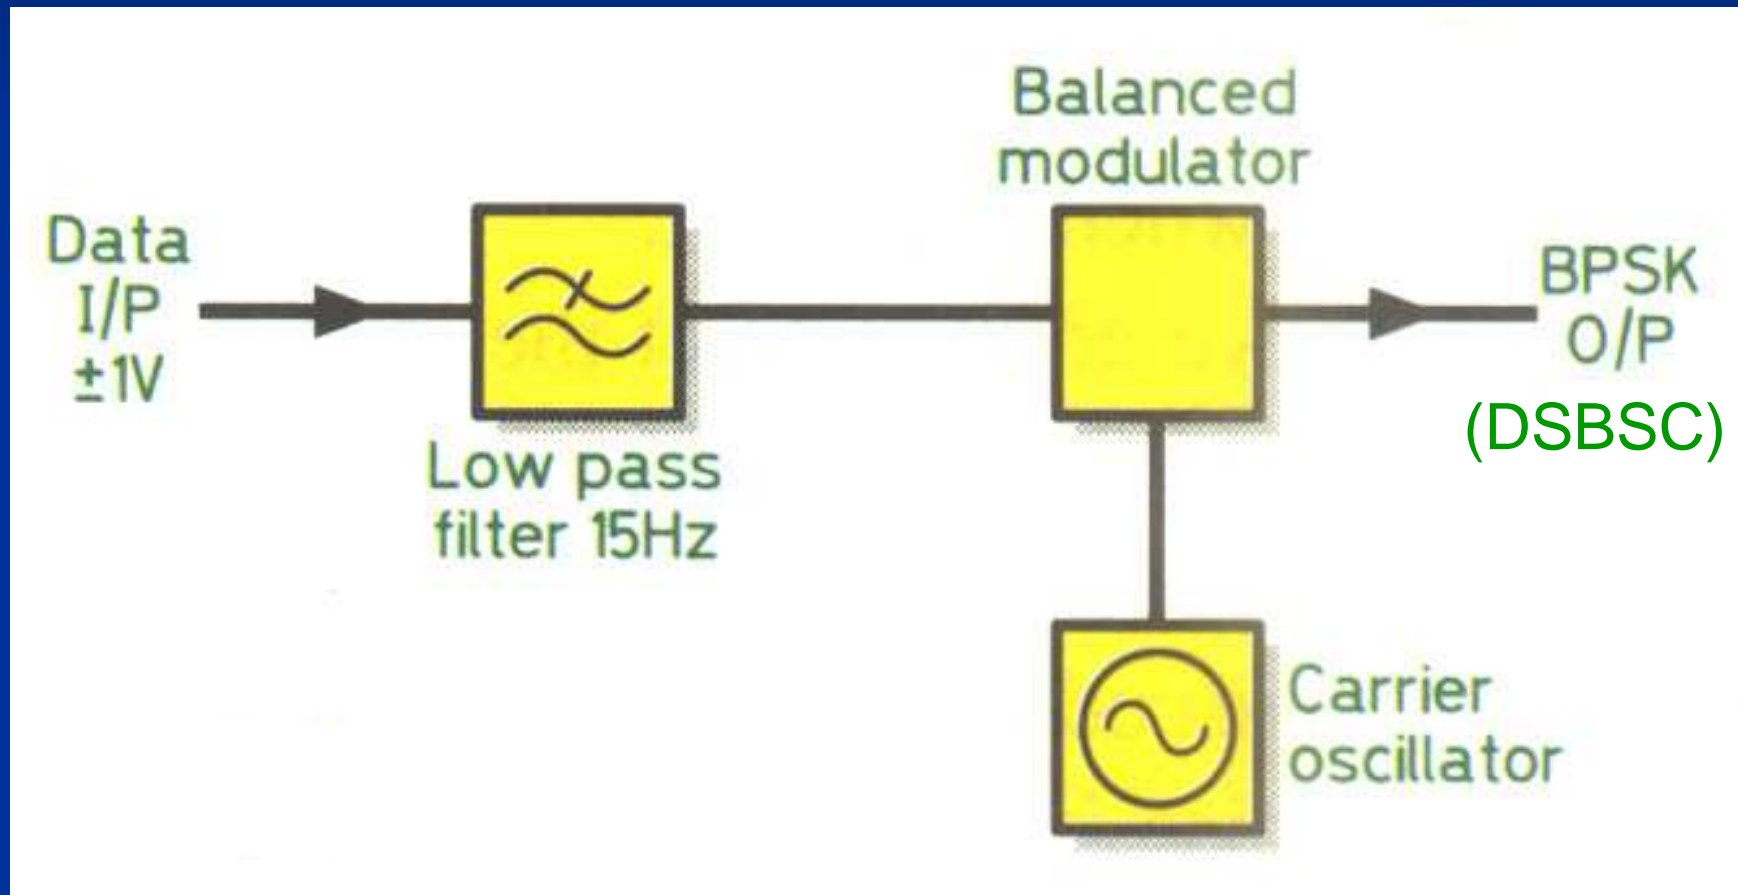 Data
I/P
±1V
Low pass
filter 15Hz
Balanced
modulator
Carrier
oscillator
BPSK
O/P
(DSBSC)